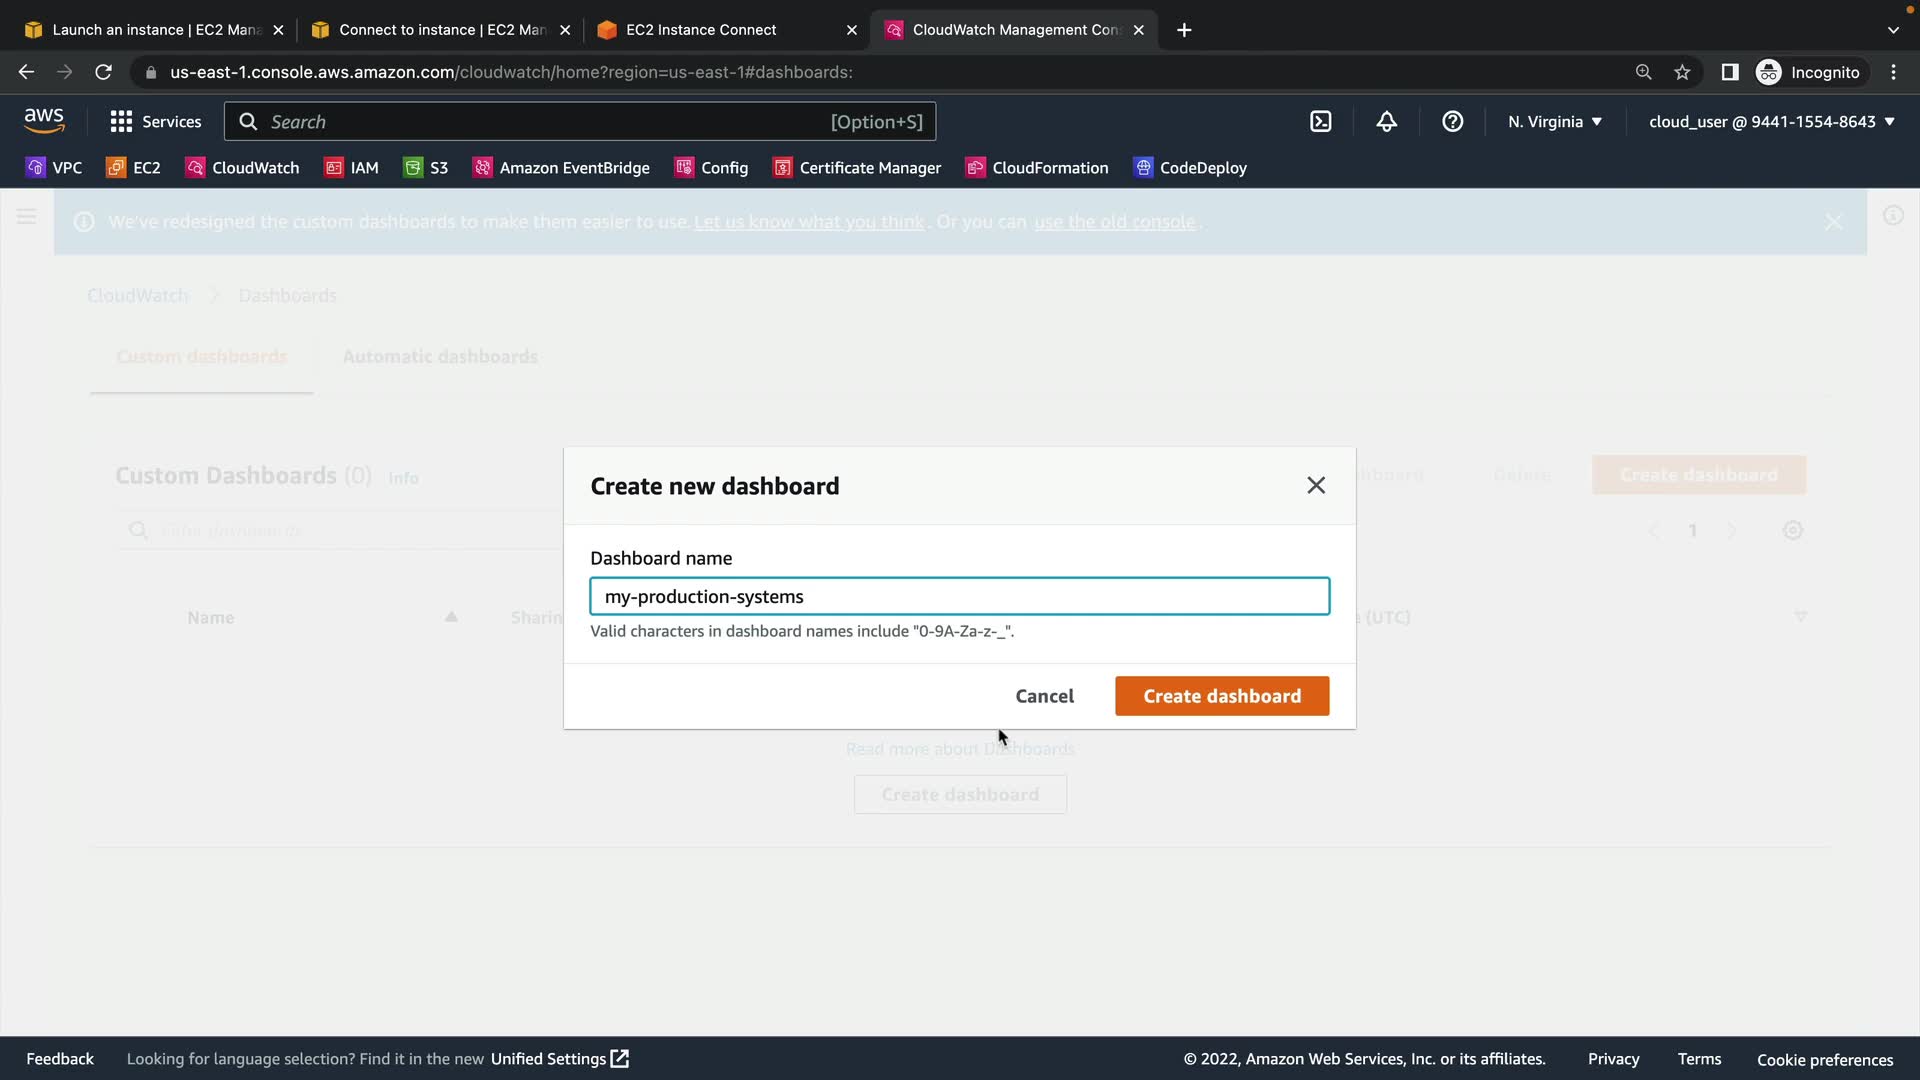 Launch an instance | EC2 Mana
Connect to instance | EC2 Man
EC2 Instance Connect
CloudWatch Management Con
us-east-1.console.aws.amazon.com/cloudwatch/home?region=us-east-1#dashboards:
Incognito
aws
Services
Search
[Option+S]
N. Virginia
cloud_user @ 9441-1554-8643
VPC
EC2
CloudWatch
IAM
S3
Amazon EventBridge
Config
Certificate Manager
CloudFormation
CodeDeploy
We've redesigned the custom dashboards to make them easier to use. Let us know what you think. Or you can use the old console.
CloudWatch
Dashboards
Custom dashboards
Automatic dashboards
Custom Dashboards (0) Info
Delete
Create dashboard
Filter dashboards
1
Name
(UTC)
Create new dashboard
Dashboard name
my-production-systems
Valid characters in dashboard names include "0-9A-Za-z-_".
Cancel
Create dashboard
Read more about Dashboards
Create dashboard
Feedback
Looking for language selection? Find it in the new Unified Settings
© 2022, Amazon Web Services, Inc. or its affiliates.
Privacy
Terms
Cookie preferences